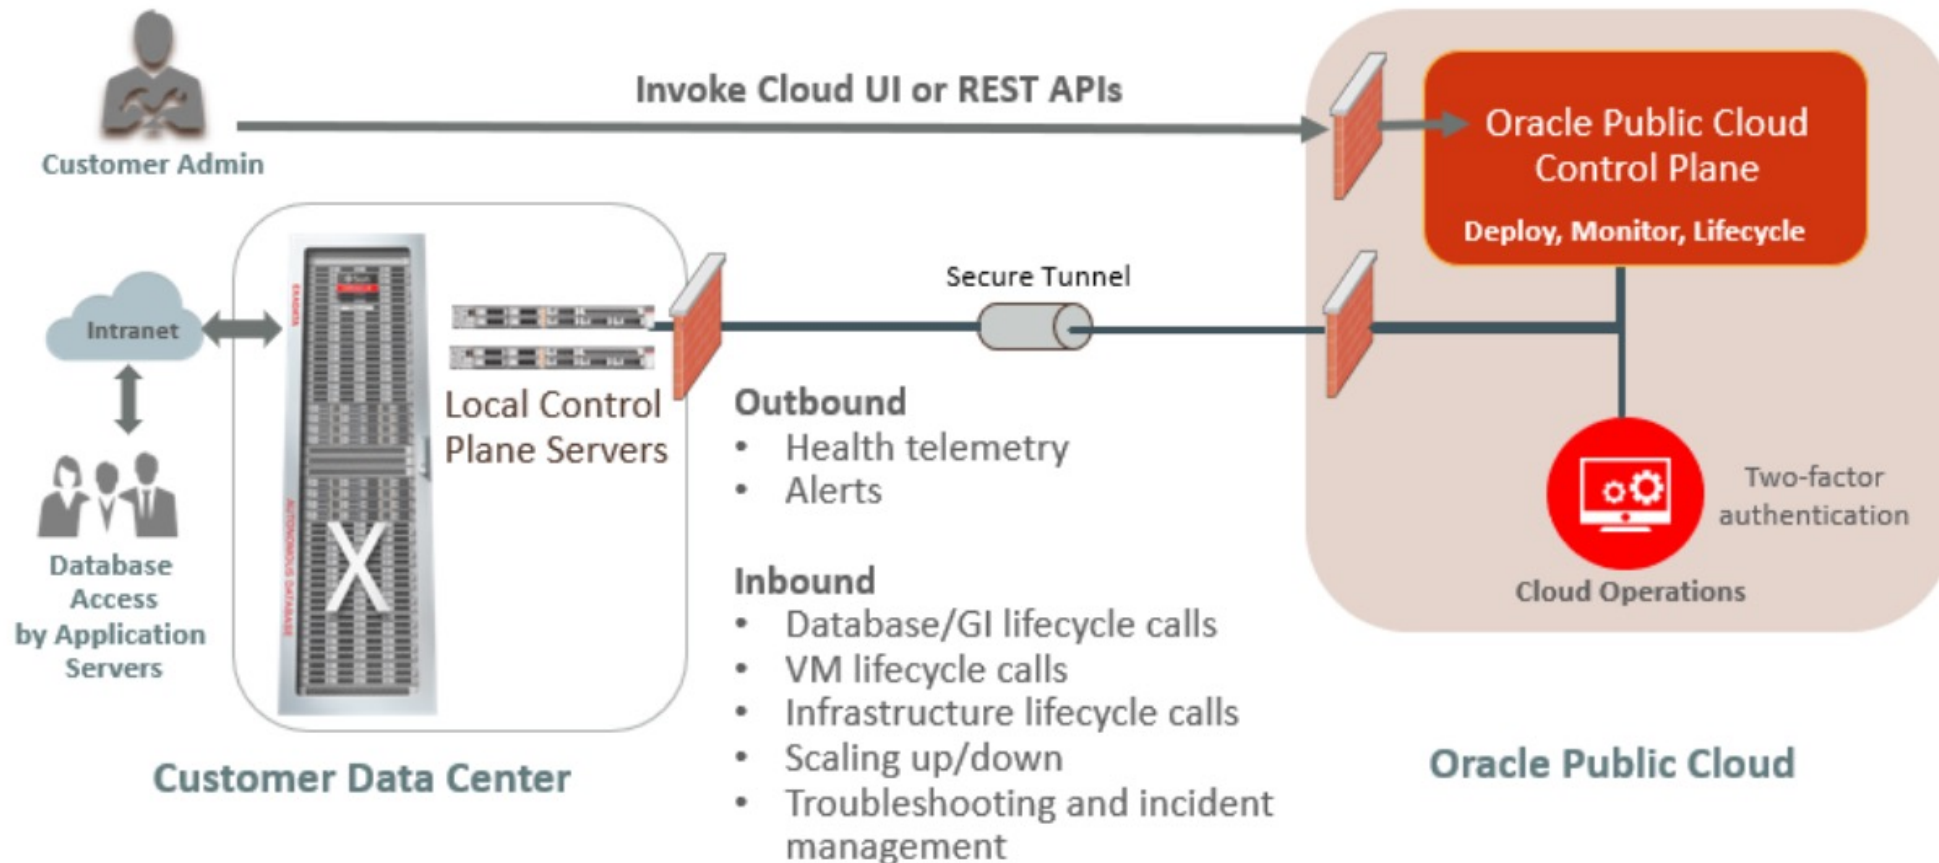 Invoke Cloud UI or REST APIs
Customer Admin
Oracle Public Cloud
Control Plane
Deploy, Monitor, Lifecycle
Secure Tunnel
Intranet
EXADATA
AUTONOMOUS DATABASE
X
Local Control
Plane Servers
Database
Access
by Application
Servers
Outbound
• Health telemetry
• Alerts
Inbound
• Database/GI lifecycle calls
• VM lifecycle calls
• Infrastructure lifecycle calls
• Scaling up/down
• Troubleshooting and incident
management
Two-factor
authentication
Cloud Operations
Customer Data Center
Oracle Public Cloud